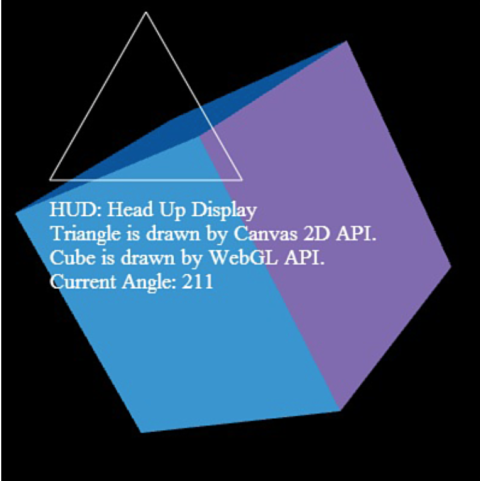 HUD: Head Up Display
Triangle is drawn by Canvas 2D API.
Cube is drawn by WebGL API.
Current Angle: 211